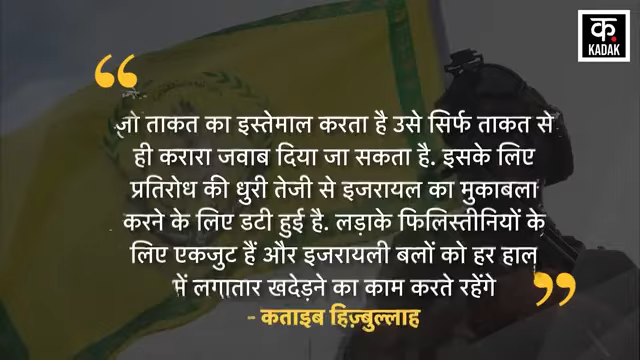 क
KADAK
जो ताकत का इस्तेमाल करता है उसे सिर्फ ताकत से
ही करारा जवाब दिया जा सकता है. इसके लिए
प्रतिरोध की धुरी तेजी से इजरायल का मुकाबला
करने के लिए डटी हुई है. लड़ाके फिलिस्तीनियों के
लिए एकजुट हैं और इजरायली बलों को हर हाल
में लगातार खदेड़ने का काम करते रहेंगे
- कताइब हिज़्बुल्लाह